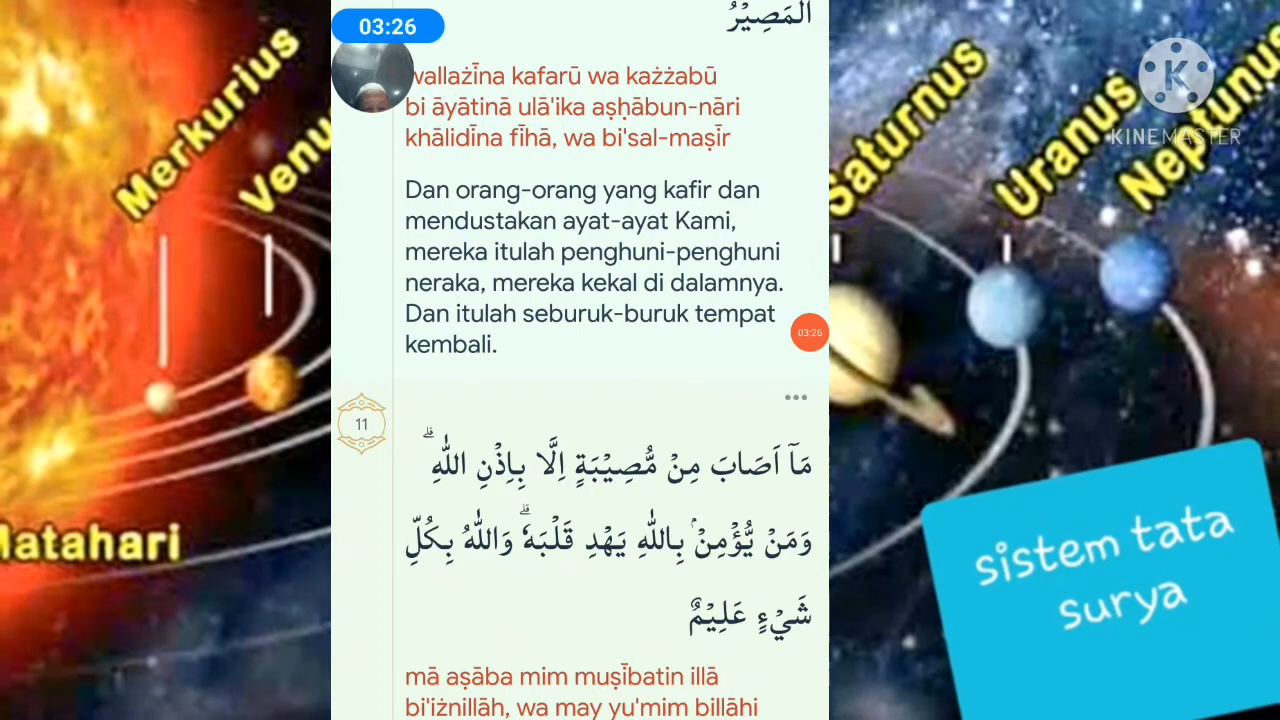 03:26
الْمَصِيْرُ
wallażīna kafarū wa każżabū
bi āyātinā ulā'ika aṣḥābun-nāri
khālidīna fīhā, wa bi'sal-maṣīr
Dan orang-orang yang kafir dan
mendustakan ayat-ayat Kami,
mereka itulah penghuni-penghuni
neraka, mereka kekal di dalamnya.
Dan itulah seburuk-buruk tempat
kembali.
03:26
11
مَآ اَصَابَ مِنْ مُّصِيْبَةٍ اِلَّا بِاِذْنِ اللّٰهِ ۗ
وَمَنْ يُّؤْمِنْۢ بِاللّٰهِ يَهْدِ قَلْبَهٗ ۗ وَاللّٰهُ بِكُلِّ
شَيْءٍ عَلِيْمٌ
mā aṣāba mim muṣībatin illā
bi'iżnillāh, wa may yu'mim billāhi
Merkurius
Venu
Matahari
Saturnus
Uranus
Neptunus
K
KINEMASTER
sistem tata
surya